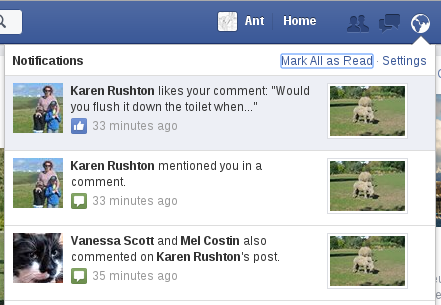 Ant Home
Notifications Mark All as Read · Settings
Karen Rushton likes your comment: "Would
you flush it down the toilet when..."
33 minutes ago
Karen Rushton mentioned you in a
comment.
33 minutes ago
Vanessa Scott and Mel Costin also
commented on Karen Rushton's post.
35 minutes ago